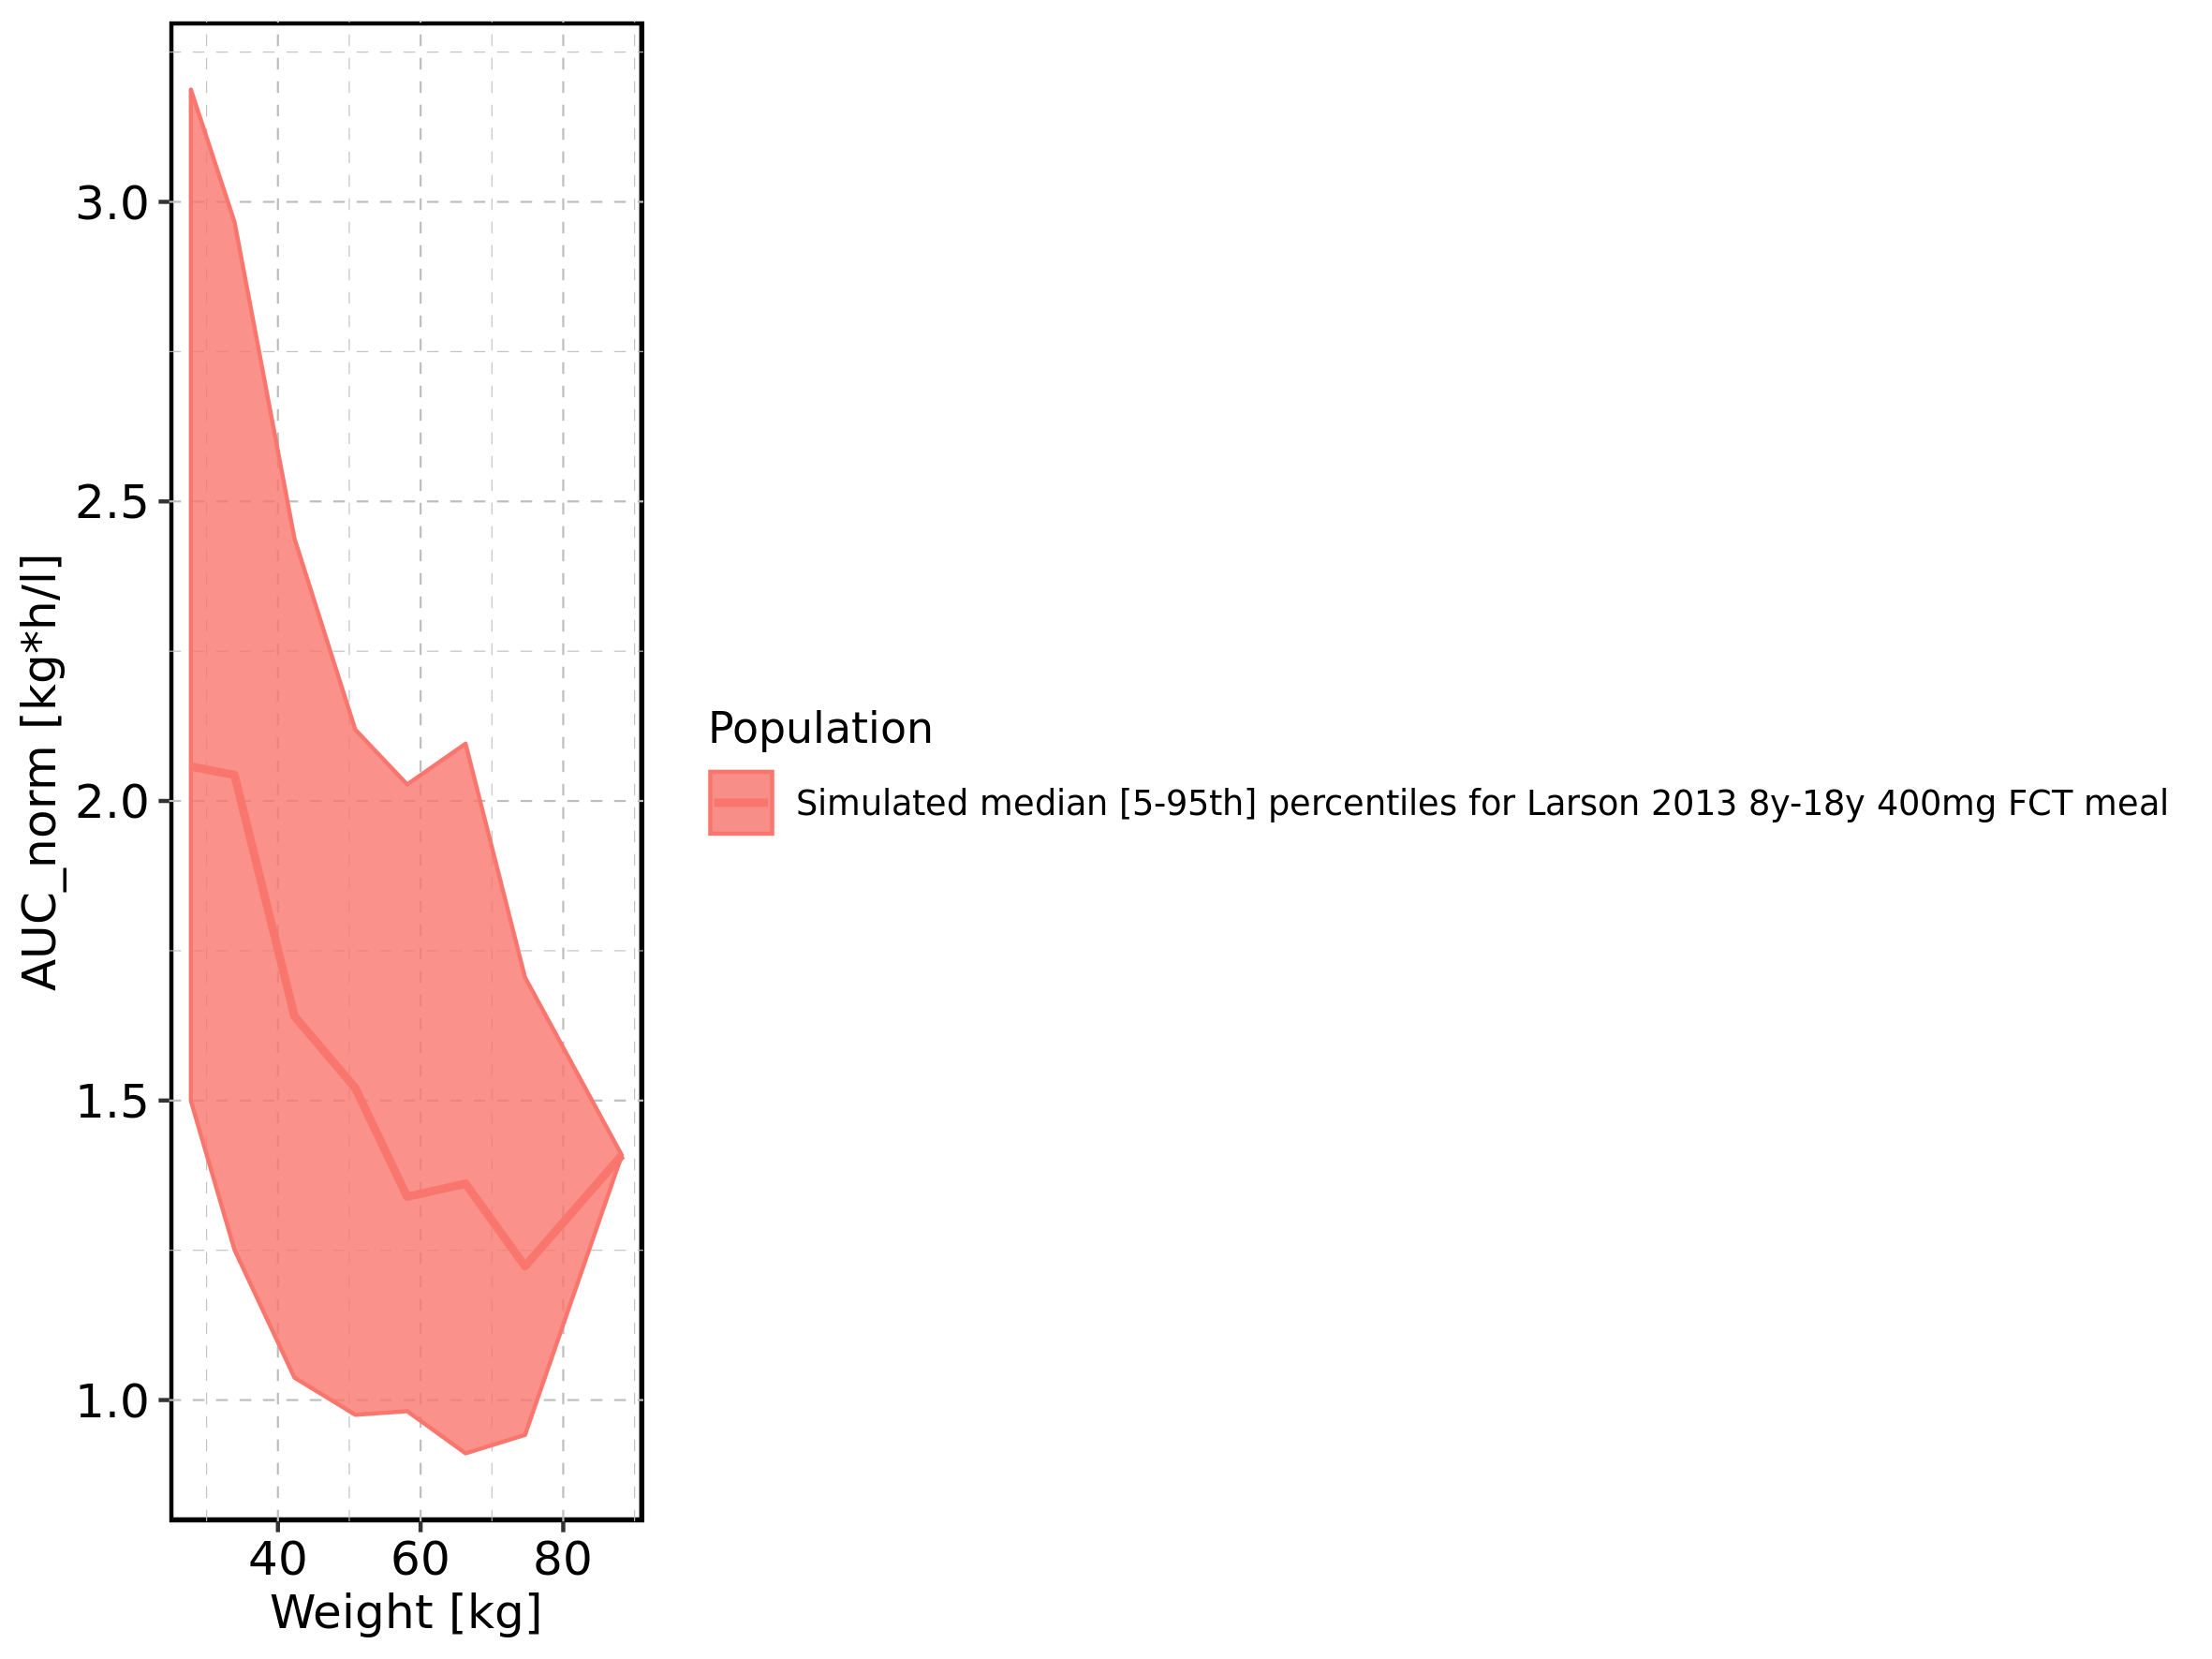 3.0
2.5
2.0
1.5
1.0
AUC_norm [kg*h/l]
40 60 80
Weight [kg]
Population
Simulated median [5-95th] percentiles for Larson 2013 8y-18y 400mg FCT meal